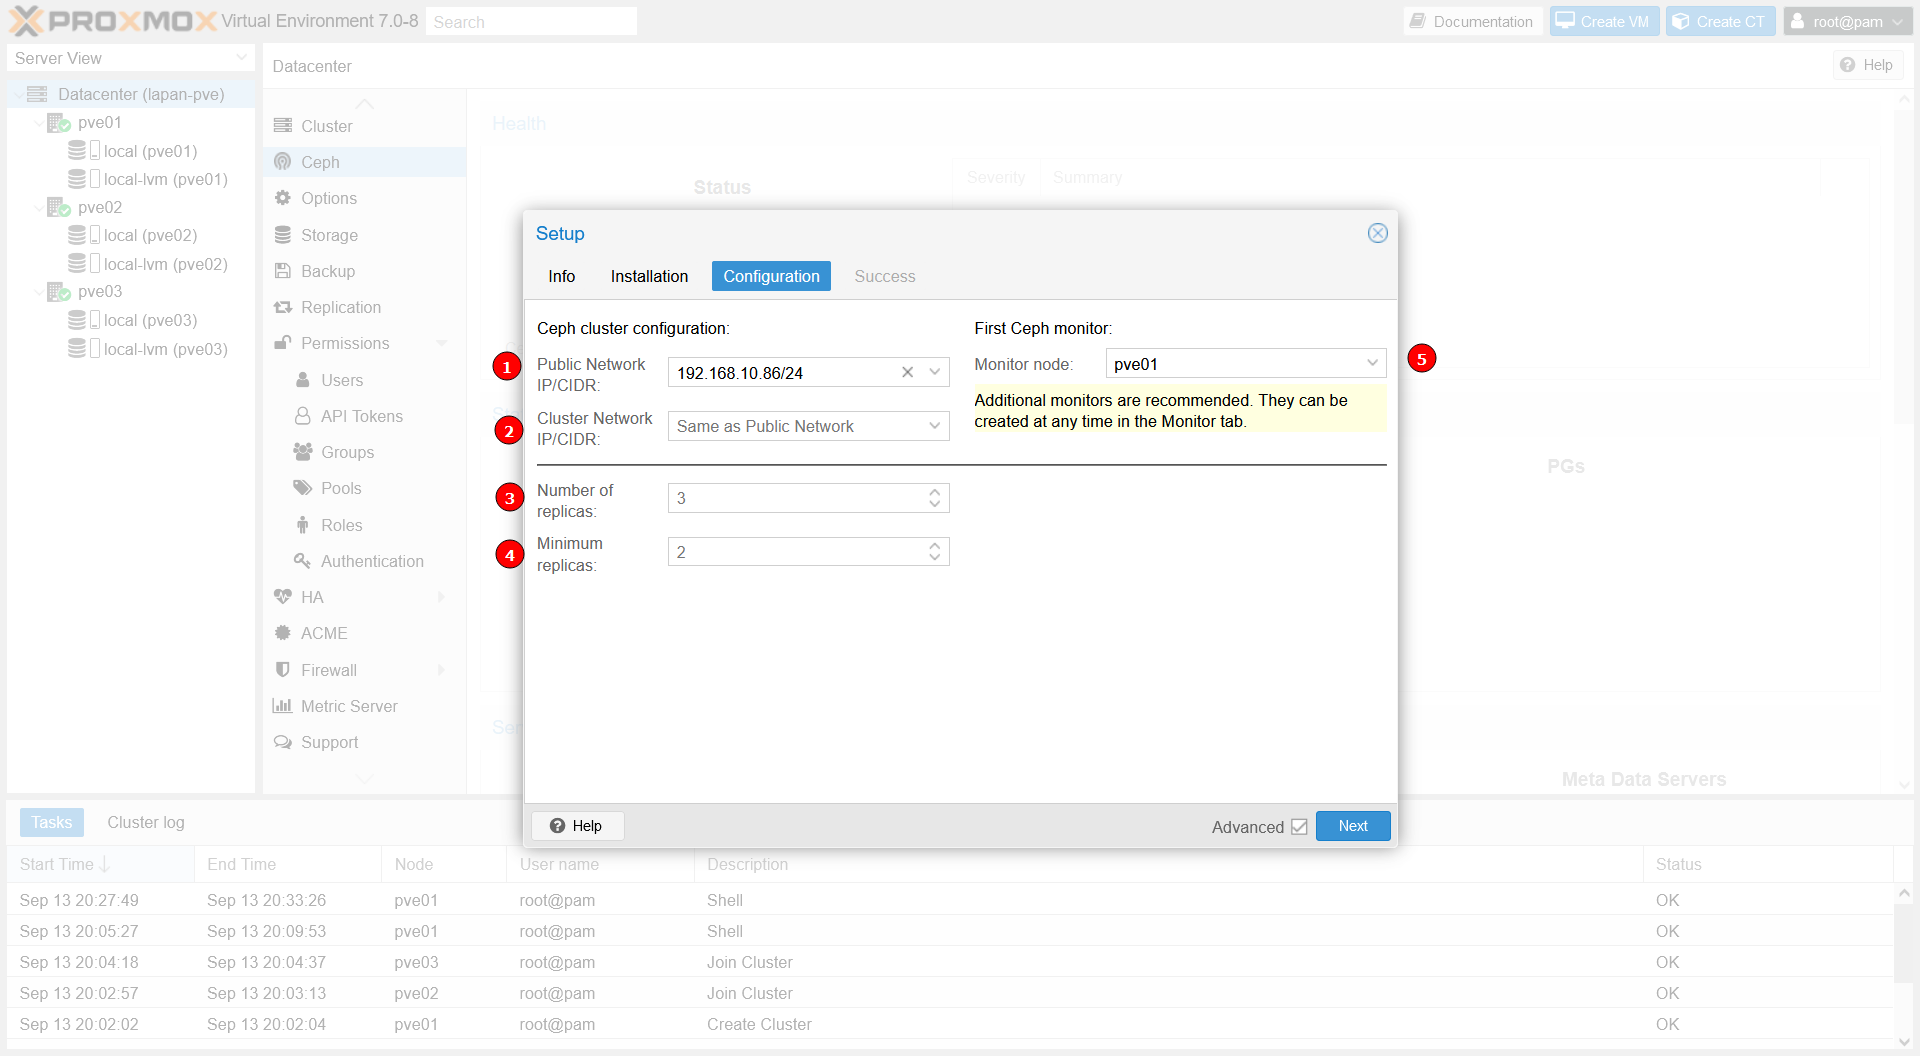 PROXMOX Virtual Environment 7.0-8 Search Documentation Create VM Create CT root@pam
Server View
Datacenter Help
Datacenter (lapan-pve)
pve01
local (pve01)
local-lvm (pve01)
pve02
local (pve02)
local-lvm (pve02)
pve03
local (pve03)
local-lvm (pve03)
Cluster
Ceph
Options
Storage
Backup
Replication
Permissions
Users
API Tokens
Groups
Pools
Roles
Authentication
HA
ACME
Firewall
Metric Server
Support
Health
Status
Severity Summary
PGs
Meta Data Servers
Setup
Info Installation Configuration Success
Ceph cluster configuration:
1 Public Network
IP/CIDR:
192.168.10.86/24
2 Cluster Network
IP/CIDR:
Same as Public Network
3 Number of
replicas:
3
4 Minimum
replicas:
2
First Ceph monitor:
Monitor node: pve01 5
Additional monitors are recommended. They can be
created at any time in the Monitor tab.
Help Advanced Next
Tasks Cluster log
Start Time End Time Node User name Description Status
Sep 13 20:27:49 Sep 13 20:33:26 pve01 root@pam Shell OK
Sep 13 20:05:27 Sep 13 20:09:53 pve01 root@pam Shell OK
Sep 13 20:04:18 Sep 13 20:04:37 pve03 root@pam Join Cluster OK
Sep 13 20:02:57 Sep 13 20:03:13 pve02 root@pam Join Cluster OK
Sep 13 20:02:02 Sep 13 20:02:04 pve01 root@pam Create Cluster OK